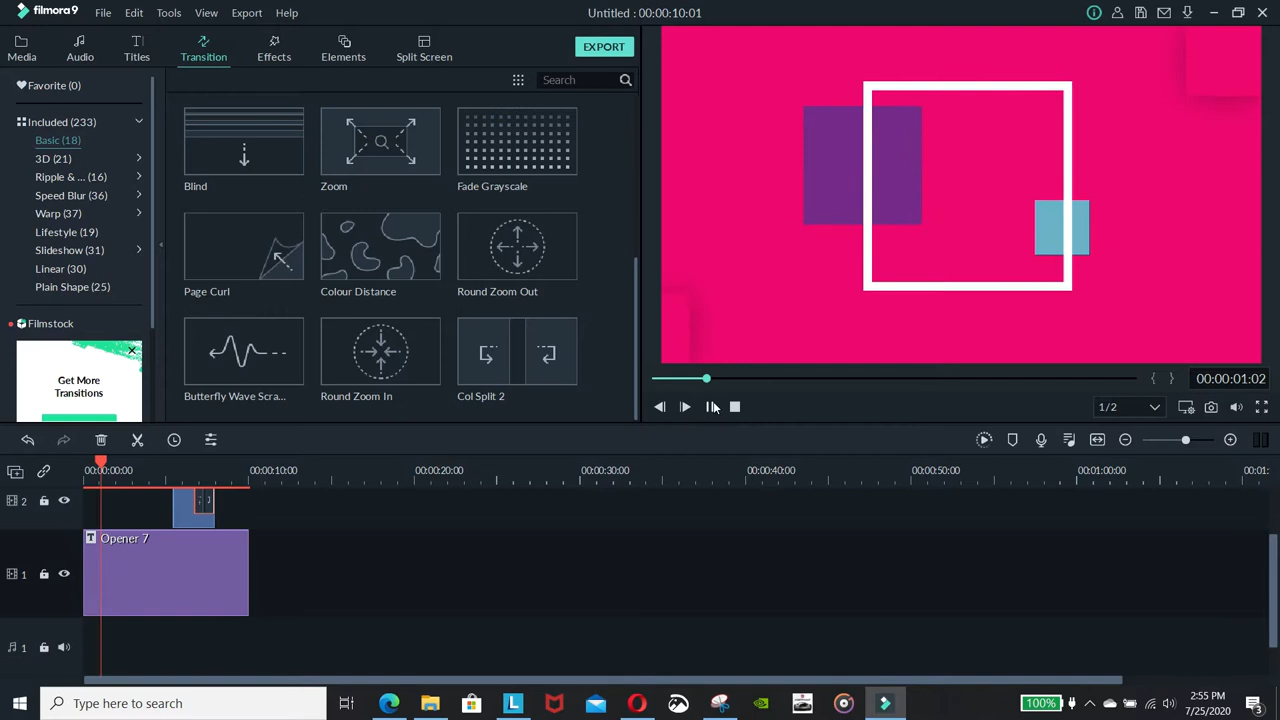 filmora9 File Edit Tools View Export Help Untitled : 00:00:10:01
Media Audio Titles Transition Effects Elements Split Screen EXPORT
Favorite (0)
Search
Included (233)
Basic (18)
3D (21)
Ripple & ... (16)
Speed Blur (36)
Warp (37)
Lifestyle (19)
Slideshow (31)
Linear (30)
Plain Shape (25)
Filmstock
Get More
Transitions
Blind Zoom Fade Grayscale
Page Curl Round Zoom Out
Butterfly Wave Scra... Round Zoom In Col Split 2
00:00:01:02
1/2
00:00:00:00 00:00:10:00 00:00:20:00 00:00:30:00 00:00:40:00 00:00:50:00 00:01:00:00 00:01:
2
T Opener 7
1
1
Type here to search
100%
2:55 PM
7/25/2020
3